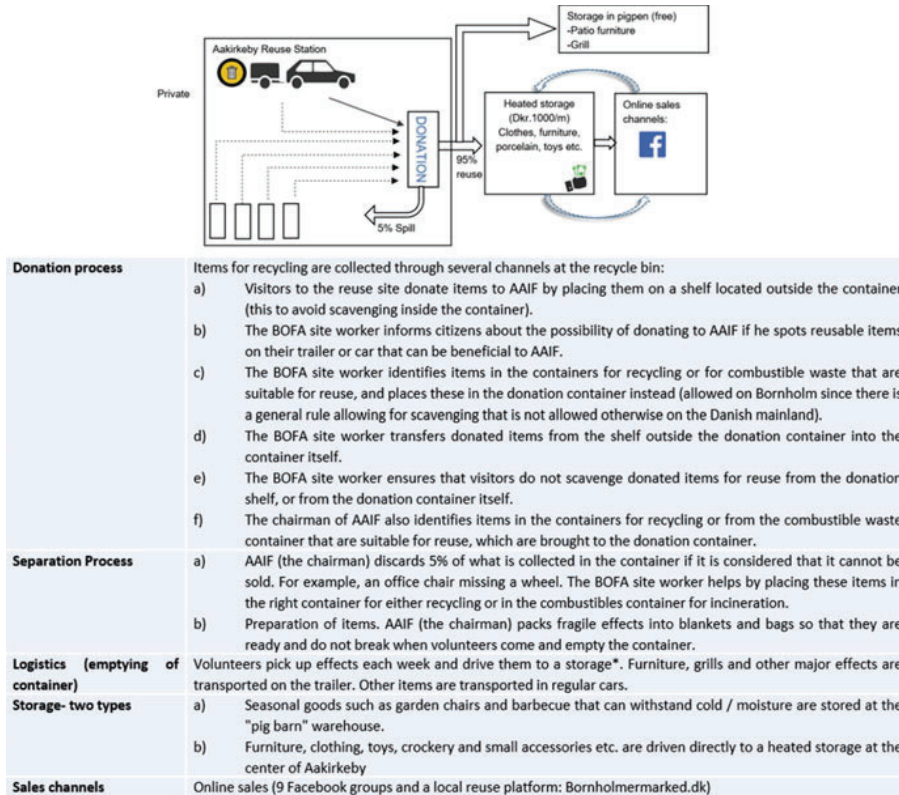 Storage in pigpen (free)
-Patio furniture
-Grill
Aakirkeby Reuse Station
Private
DONATION
95%
reuse
5% Spill
Heated storage
(Dkr.1000/m)
Clothes, furniture,
porcelain, toys etc.
Online sales
channels:
f
Donation process
Items for recycling are collected through several channels at the recycle bin:
a) Visitors to the reuse site donate items to AAIF by placing them on a shelf located outside the container
(this to avoid scavenging inside the container).
b) The BOFA site worker informs citizens about the possibility of donating to AAIF if he spots reusable items
on their trailer or car that can be beneficial to AAIF.
c) The BOFA site worker identifies items in the containers for recycling or for combustible waste that are
suitable for reuse, and places these in the donation container instead (allowed on Bornholm since there is
a general rule allowing for scavenging that is not allowed otherwise on the Danish mainland).
d) The BOFA site worker transfers donated items from the shelf outside the donation container into the
container itself.
e) The BOFA site worker ensures that visitors do not scavenge donated items for reuse from the donation
shelf, or from the donation container itself.
f) The chairman of AAIF also identifies items in the containers for recycling or from the combustible waste
container that are suitable for reuse, which are brought to the donation container.
Separation Process
a) AAIF (the chairman) discards 5% of what is collected in the container if it is considered that it cannot be
sold. For example, an office chair missing a wheel. The BOFA site worker helps by placing these items in
the right container for either recycling or in the combustibles container for incineration.
b) Preparation of items. AAIF (the chairman) packs fragile effects into blankets and bags so that they are
ready and do not break when volunteers come and empty the container.
Logistics (emptying of
container)
Volunteers pick up effects each week and drive them to a storage*. Furniture, grills and other major effects are
transported on the trailer. Other items are transported in regular cars.
Storage- two types
a) Seasonal goods such as garden chairs and barbecue that can withstand cold / moisture are stored at the
"pig barn" warehouse.
b) Furniture, clothing, toys, crockery and small accessories etc. are driven directly to a heated storage at the
center of Aakirkeby
Sales channels
Online sales (9 Facebook groups and a local reuse platform: Bornholmermarked.dk)